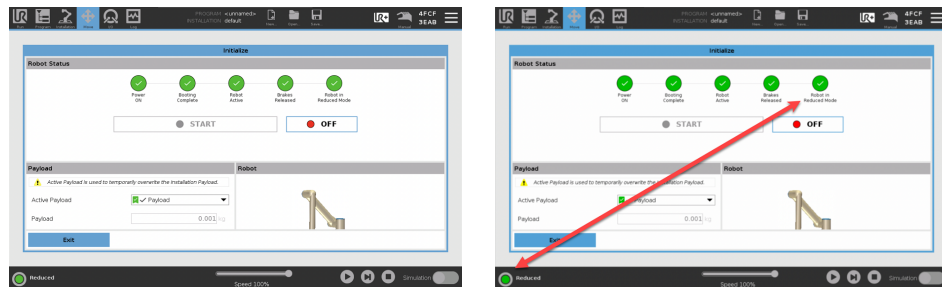 PROGRAM <unnamed>
INSTALLATION default
4FCF
3EAB
Initialize
Robot Status
Power
ON
Booting
Complete
Robot
Active
Brakes
Released
Robot in
Reduced Mode
START
OFF
Payload
Robot
Active Payload is used to temporarily overwrite the Installation Payload.
Active Payload
Payload
Payload
0.001 kg
Exit
Reduced
Speed 100%
Simulation
PROGRAM <unnamed>
INSTALLATION default
4FCF
3EAB
Initialize
Robot Status
Power
ON
Booting
Complete
Robot
Active
Brakes
Released
Robot in
Reduced Mode
START
OFF
Payload
Robot
Active Payload is used to temporarily overwrite the Installation Payload.
Active Payload
Payload
Payload
0.001 kg
Reduced
Speed 100%
Simulation